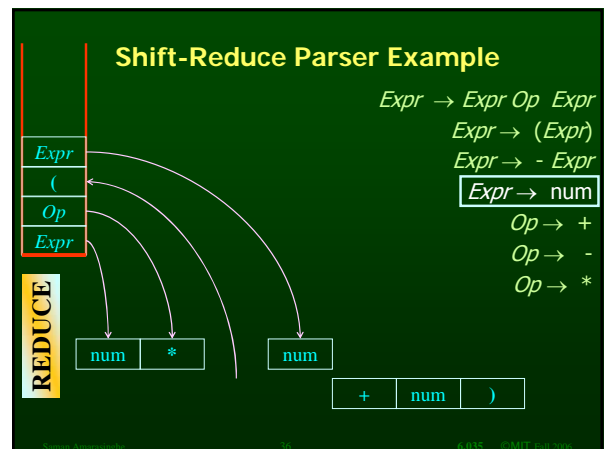 Shift-Reduce Parser Example
Expr → Expr Op Expr
Expr → (Expr)
Expr → - Expr
Expr → num
Op → +
Op → -
Op → *
Expr
(
Op
Expr
REDUCE
num *
num
+ num )
Saman Amarasinghe 36 6.035 ©MIT Fall 2006